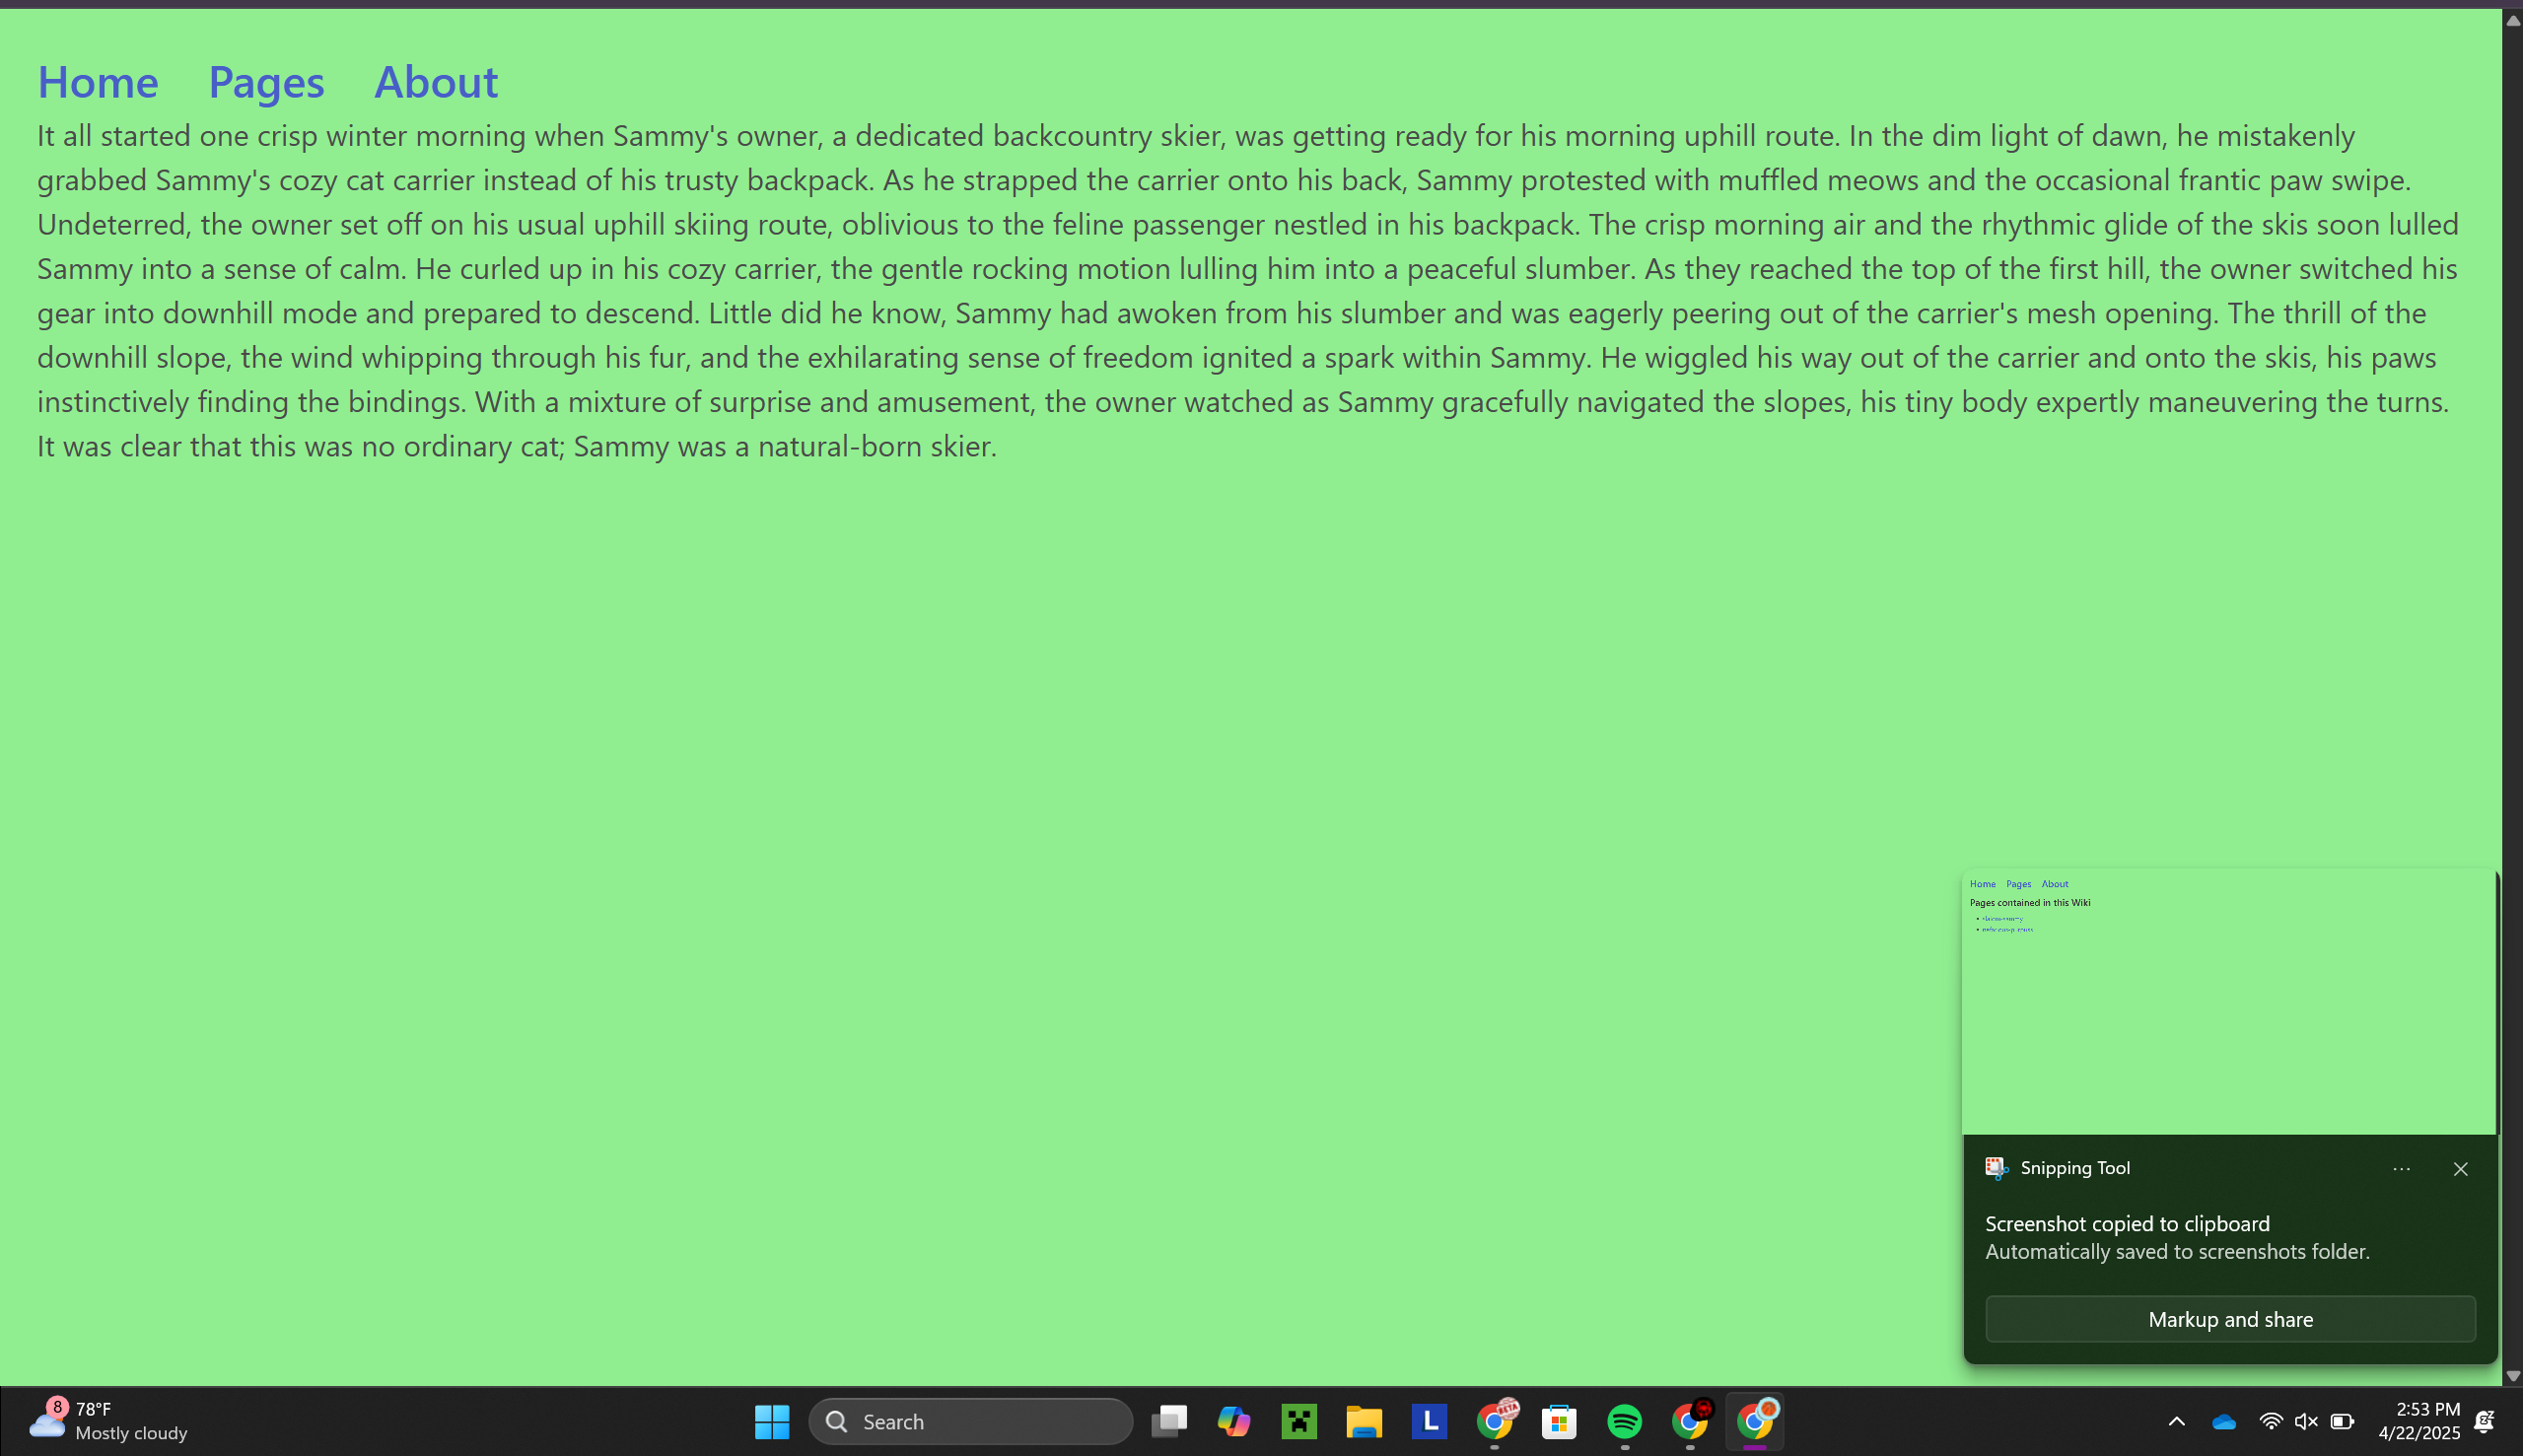 Home Pages About
It all started one crisp winter morning when Sammy's owner, a dedicated backcountry skier, was getting ready for his morning uphill route. In the dim light of dawn, he mistakenly
grabbed Sammy's cozy cat carrier instead of his trusty backpack. As he strapped the carrier onto his back, Sammy protested with muffled meows and the occasional frantic paw swipe.
Undeterred, the owner set off on his usual uphill skiing route, oblivious to the feline passenger nestled in his backpack. The crisp morning air and the rhythmic glide of the skis soon lulled
Sammy into a sense of calm. He curled up in his cozy carrier, the gentle rocking motion lulling him into a peaceful slumber. As they reached the top of the first hill, the owner switched his
gear into downhill mode and prepared to descend. Little did he know, Sammy had awoken from his slumber and was eagerly peering out of the carrier's mesh opening. The thrill of the
downhill slope, the wind whipping through his fur, and the exhilarating sense of freedom ignited a spark within Sammy. He wiggled his way out of the carrier and onto the skis, his paws
instinctively finding the bindings. With a mixture of surprise and amusement, the owner watched as Sammy gracefully navigated the slopes, his tiny body expertly maneuvering the turns.
It was clear that this was no ordinary cat; Sammy was a natural-born skier.
Home Pages About
Pages contained in this Wiki
Snipping Tool
Screenshot copied to clipboard
Automatically saved to screenshots folder.
Markup and share
8
78°F
Mostly cloudy
Search
L
BETA
2:53 PM
4/22/2025